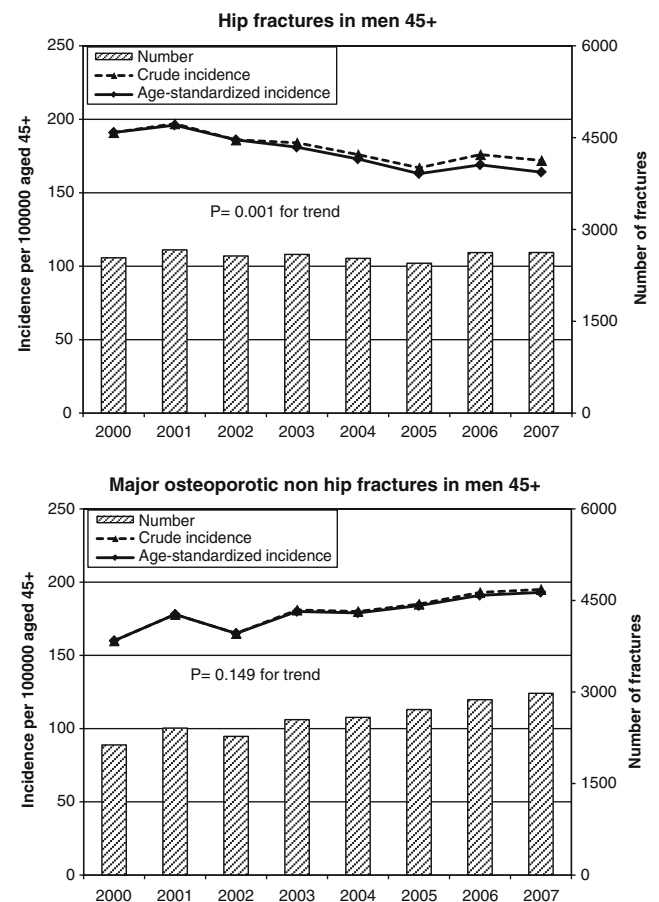 Hip fractures in men 45+
250
6000
Number
Crude incidence
Age-standardized incidence
200
4500
150
P= 0.001 for trend
3000
100
1500
50
0
0
Incidence per 100000 aged 45+
Number of fractures
2000 2001 2002 2003 2004 2005 2006 2007
Major osteoporotic non hip fractures in men 45+
250
6000
Number
Crude incidence
Age-standardized incidence
200
4500
150
P= 0.149 for trend
3000
100
1500
50
0
0
Incidence per 100000 aged 45+
Number of fractures
2000 2001 2002 2003 2004 2005 2006 2007